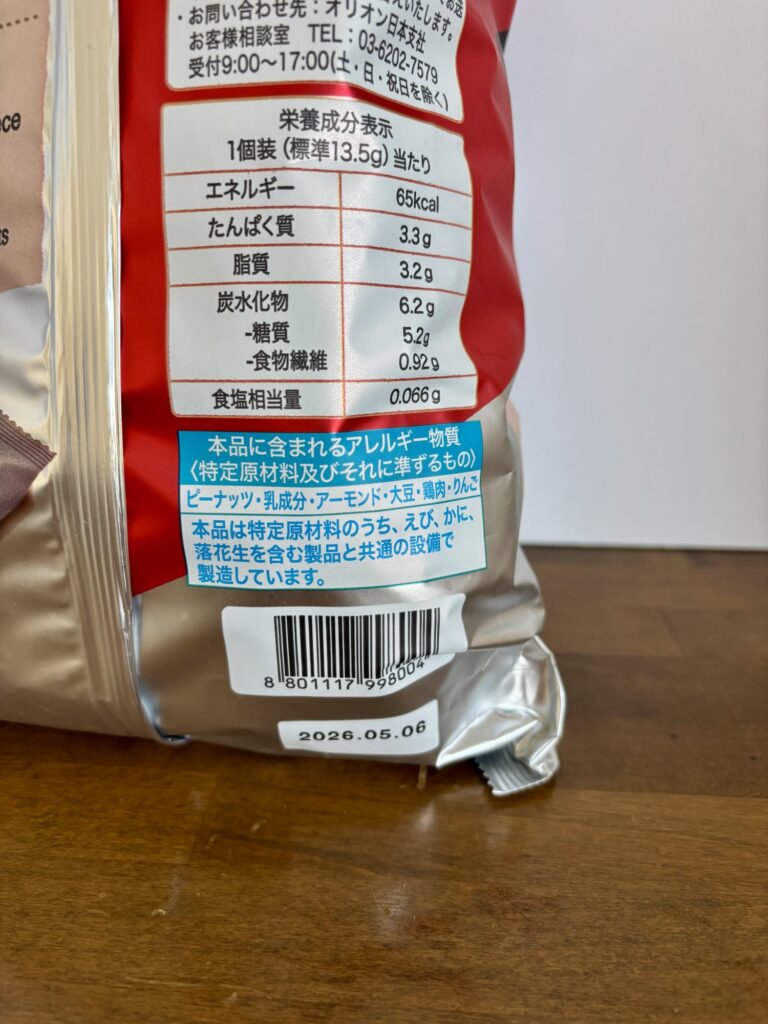 ・お問い合わせ先：オリオン日本支社
お客様相談室　TEL：03-6202-7579
受付9:00～17:00(土・日・祝日を除く)
栄養成分表示
1個装（標準13.5g）当たり
エネルギー 65kcal
たんぱく質 3.3g
脂質 3.2g
炭水化物 6.2g
-糖質 5.2g
-食物繊維 0.92g
食塩相当量 0.066g
本品に含まれるアレルギー物質
〈特定原材料及びそれに準ずるもの〉
ピーナッツ・乳成分・アーモンド・大豆・鶏肉・りんご
本品は特定原材料のうち、えび、かに、
落花生を含む製品と共通の設備で
製造しています。
8 801117 998004
2026.05.06